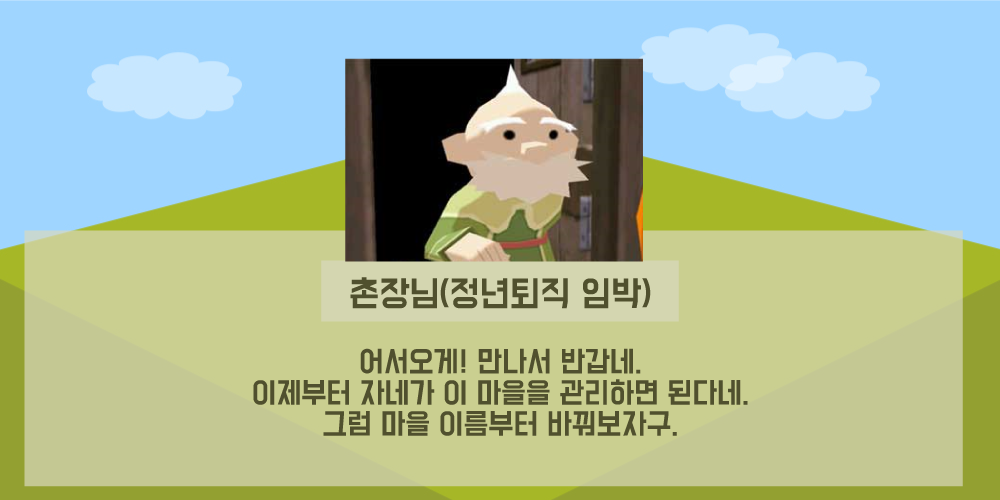 촌장님(정년퇴직 임박)
어서오게! 만나서 반갑네.
이제부터 자네가 이 마을을 관리하면 된다네.
그럼 마을 이름부터 바꿔보자구.